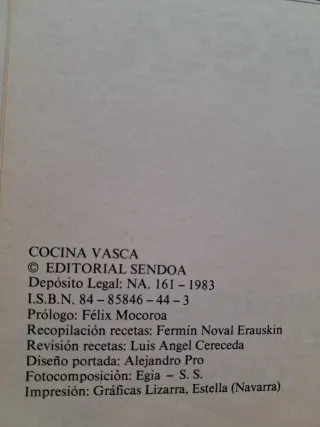 COCINA VASCA
© EDITORIAL SENDOA
Depósito Legal: NA. 161 – 1983
I.S.B.N. 84 – 85846 – 44 – 3
Prólogo: Félix Mocoroa
Recopilación recetas: Fermín Noval Erauskin
Revisión recetas: Luis Angel Cereceda
Diseño portada: Alejandro Pro
Fotocomposiciòn: Egia – S. S.
Impresión: Gráficas Lizarra, Estella (Navarra)